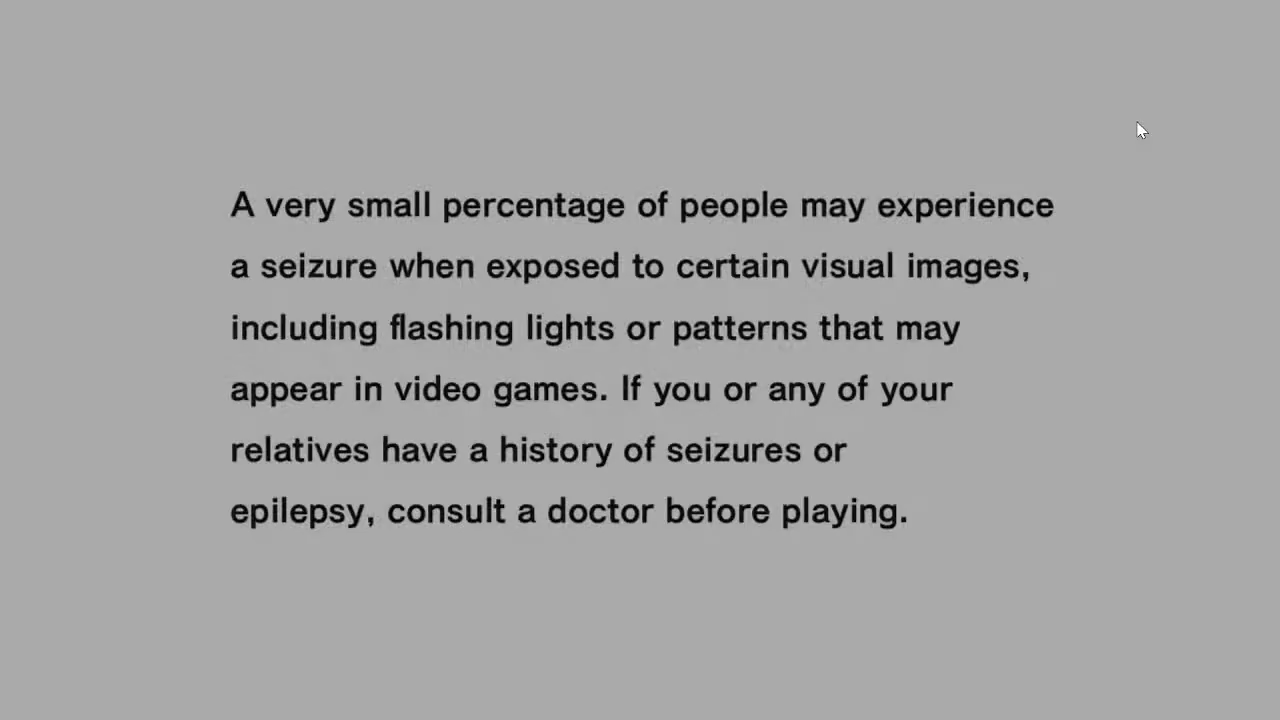 A very small percentage of people may experience
a seizure when exposed to certain visual images,
including flashing lights or patterns that may
appear in video games. If you or any of your
relatives have a history of seizures or
epilepsy, consult a doctor before playing.